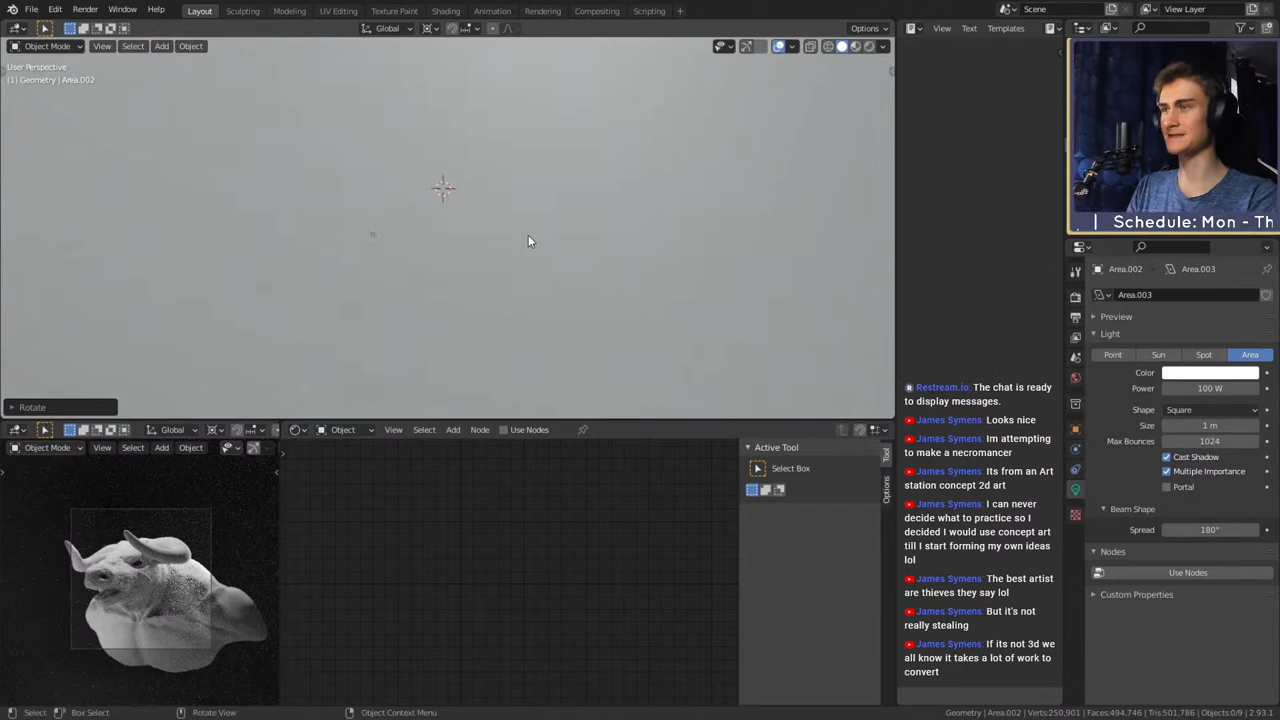 File Edit Render Window Help Layout Sculpting Modeling UV Editing Texture Paint Shading Animation Rendering Compositing Scripting + Scene View Layer
Global Options View Text Templates
Object Mode View Select Add Object
User Perspective
(1) Geometry | Area.002
| Schedule: Mon - Th
Area.002 Area.003
Area.003
Preview
Light
Point Sun Spot Area
Color
Power 100 W
Shape Square
Size 1 m
Max Bounces 1024
Cast Shadow
Multiple Importance
Portal
Beam Shape
Spread 180°
Nodes
Use Nodes
Custom Properties
Restream.io: The chat is ready
to display messages.
James Symens: Looks nice
James Symens: Im attempting
to make a necromancer
James Symens: Its from an Art
station concept 2d art
James Symens: I can never
decide what to practice so I
decided I would use concept art
till I start forming my own ideas
lol
James Symens: The best artist
are thieves they say lol
James Symens: But it's not
really stealing
James Symens: If its not 3d we
all know it takes a lot of work to
convert
Rotate
Global Object View Select Add Node Use Nodes
Object Mode View Select Add Object
Active Tool
Select Box
Tool
Options
Select Box Select Rotate View Object Context Menu Geometry | Area.002 | Verts:250,901 | Faces:494,746 | Tris:501,786 | Objects:0/9 | 2.93.1